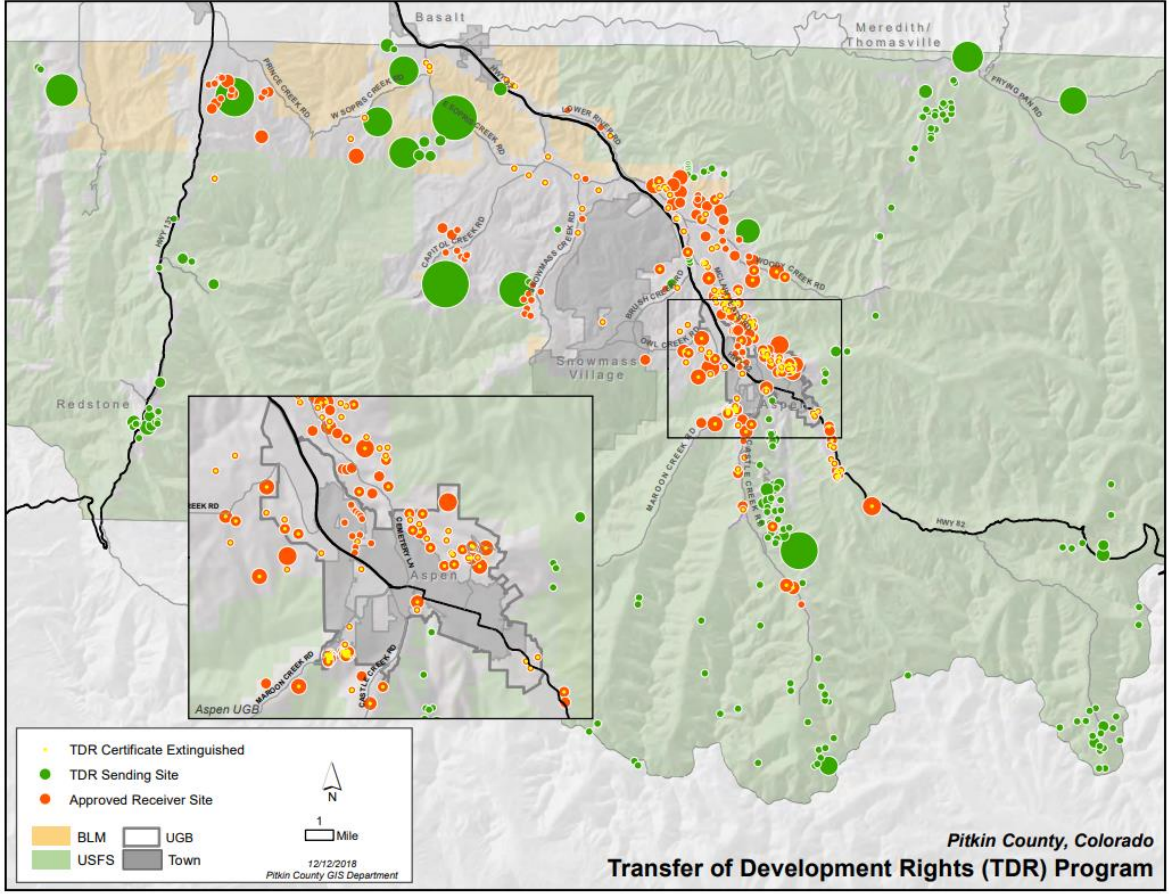 Basalt
Meredith/
Thomasville
PRINCE CREEK RD
W SOPRIS CREEK RD
E SOPRIS CREEK RD
LOWER RIVER RD
FRYING PAN RD
HWY 133
CAPITOL CREEK RD
SNOWMASS CREEK RD
WOODY CREEK RD
BRUSH CREEK RD
OWL CREEK RD
Snowmass
Village
Redstone
Aspen
MAROON CREEK RD
CASTLE CREEK RD
HWY 82
REEK RD
CEMETERY LN
Aspen
MAROON CREEK RD
CASTLE CREEK RD
Aspen UGB
TDR Certificate Extinguished
TDR Sending Site
Approved Receiver Site
N
BLM
UGB
1
Mile
USFS
Town
12/12/2018
Pitkin County GIS Department
Pitkin County, Colorado
Transfer of Development Rights (TDR) Program